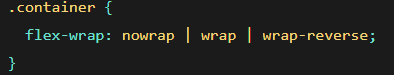 .container {
  flex-wrap: nowrap | wrap | wrap-reverse;
}